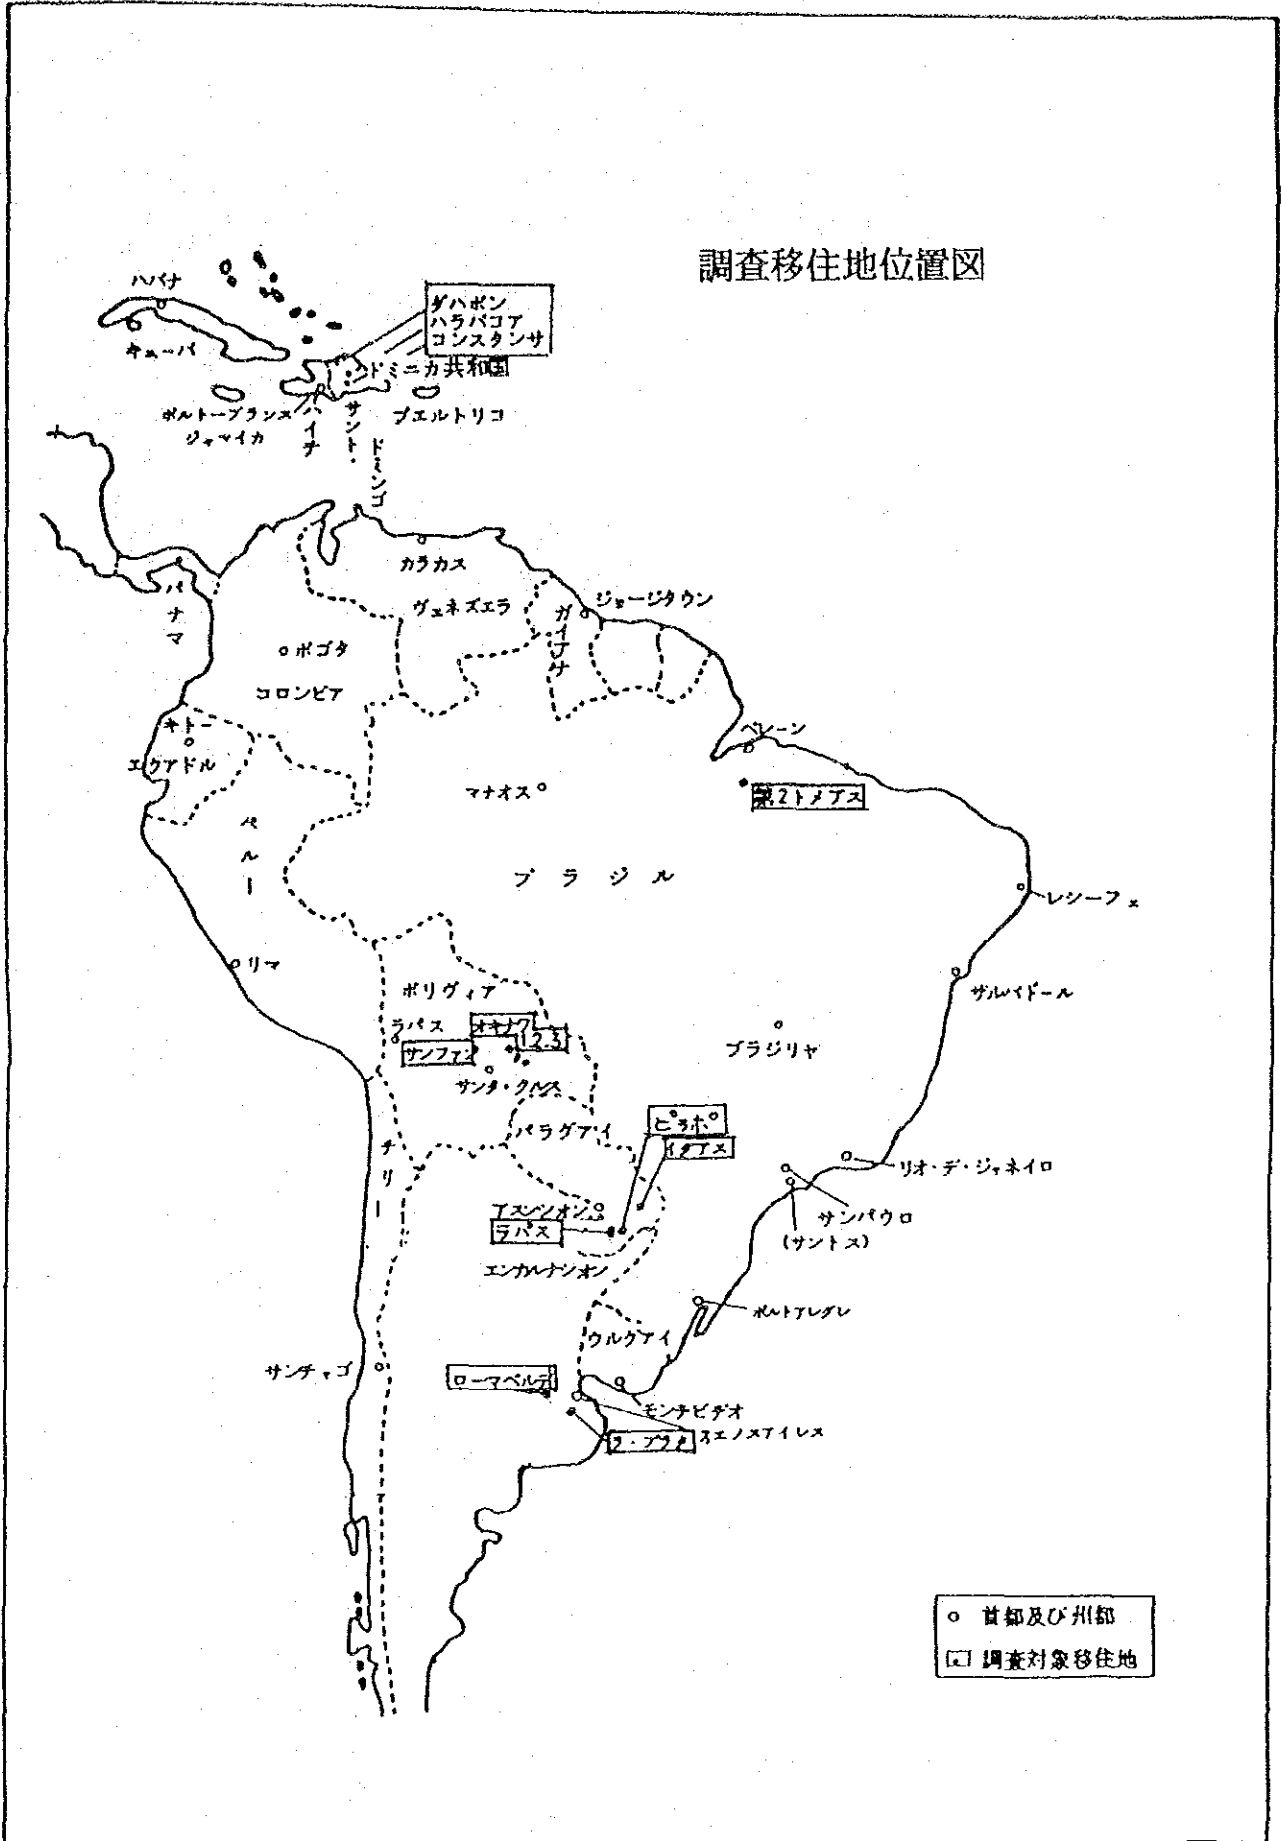 調査移住地位置図
ハバナ
キューバ
ダハボン
ハラバコア
コンスタンサ
ドミニカ共和国
ポルトープランス
ジャマイカ
ハイチ
サント・
ドミンゴ
プエルトリコ
パナマ
カラカス
ヴェネズエラ
ガイアナ
ジョージタウン
ボゴタ
コロンビア
キトー
エクアドル
ペルー
マナオス
ベレーン
第2トメアス
ブラジル
レシーフェ
リマ
サルバドール
ボリヴィア
ラパス
オキナワ
1.2.3
サンファン
サンタ・クルス
ブラジリヤ
パラグアイ
ピラポ
イグアス
チリー
リオ・デ・ジャネイロ
サンパウロ
(サントス)
アスンシオン
ラパス
エンカルナシオン
ポルトアレグレ
ウルグアイ
サンチャゴ
ローマベルデ
モンテビデオ
ラ・プラタ
スエノスアイレス
首都及び州都
調査対象移住地